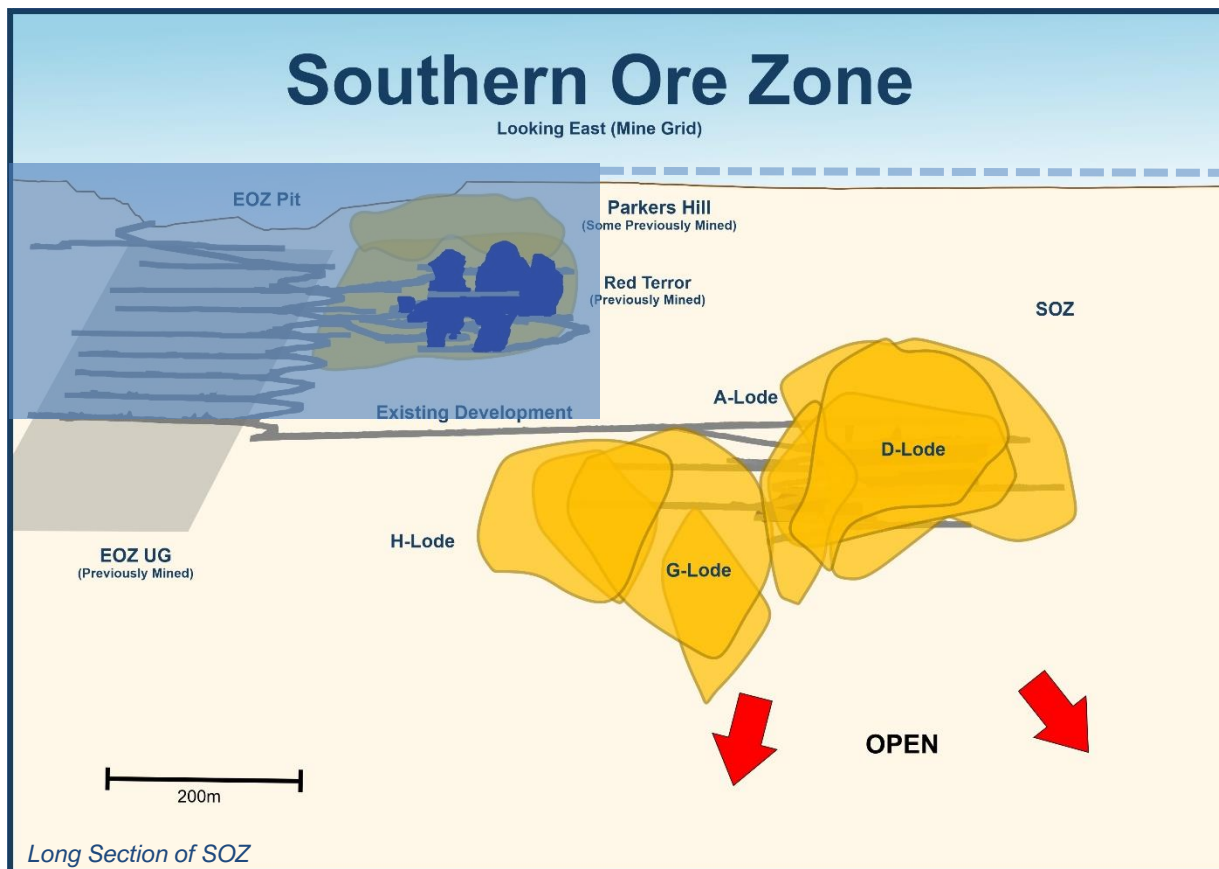 Southern Ore Zone
Looking East (Mine Grid)
EOZ Pit
Parkers Hill
(Some Previously Mined)
Red Terror
(Previously Mined)
SOZ
A-Lode
Existing Development
D-Lode
H-Lode
EOZ UG
(Previously Mined)
G-Lode
OPEN
200m
Long Section of SOZ